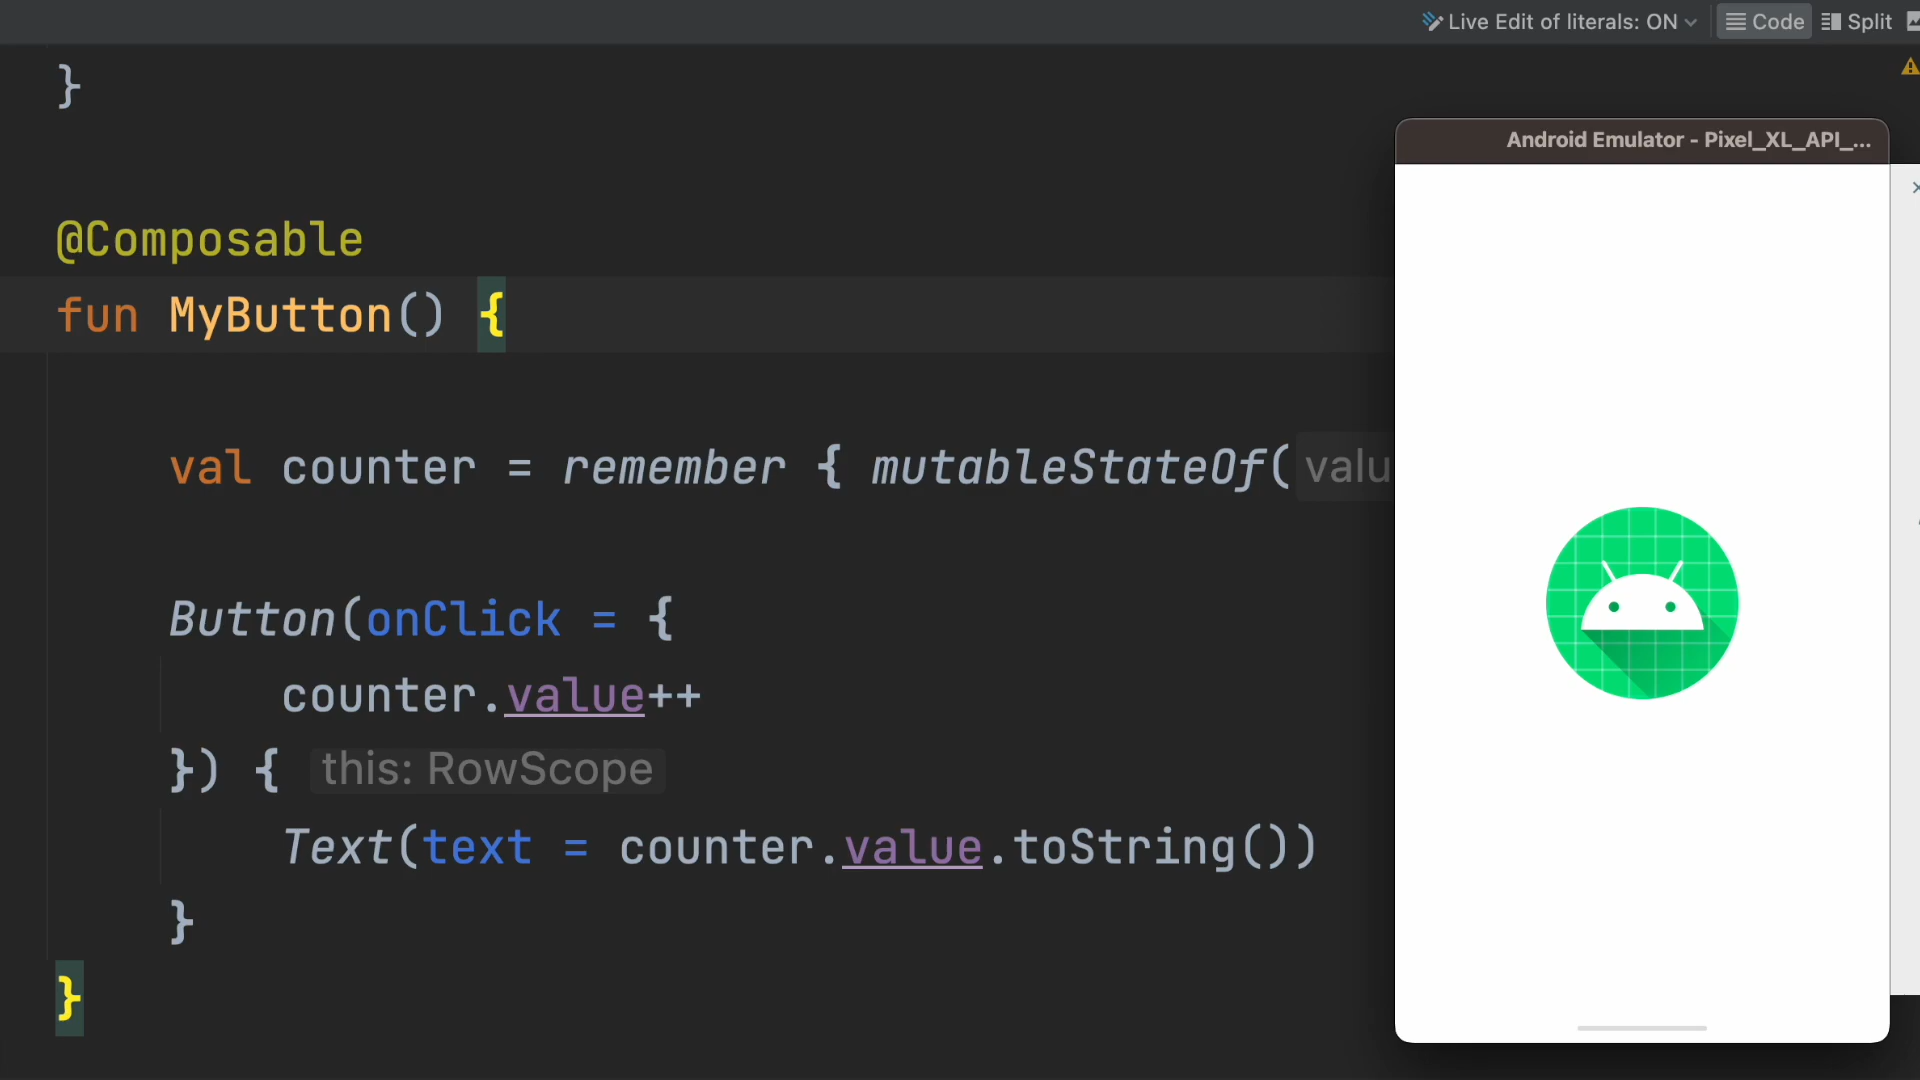 Live Edit of literals: ON
Code
Split
}
Android Emulator - Pixel_XL_API_...
@Composable
fun MyButton() {
val counter = remember { mutableStateOf( valu
Button(onClick = {
counter.value++
}) { this: RowScope
Text(text = counter.value.toString())
}
}